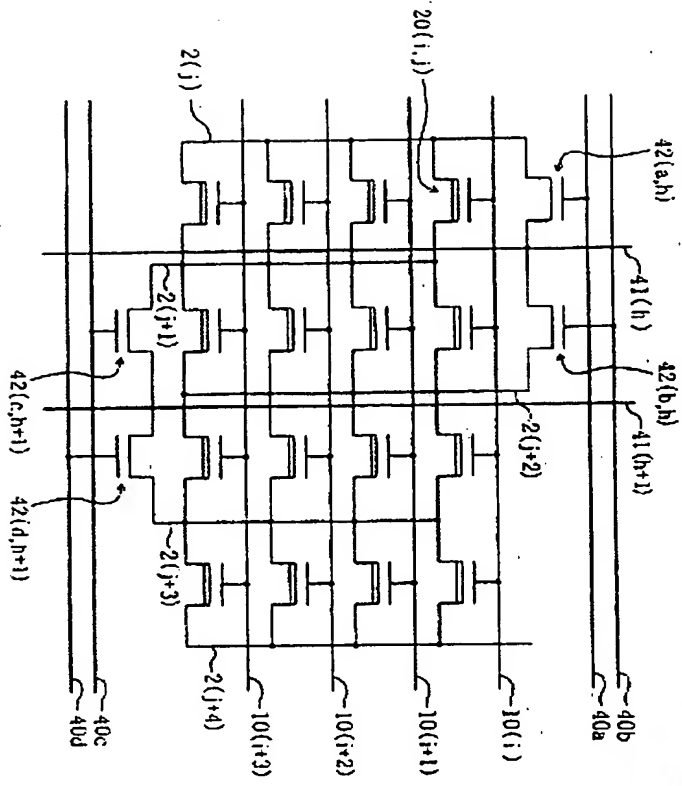 40b
40a
10(i)
10(i+1)
10(i+2)
10(i+3)
40c
40d
2(j+4)
41(h+1)
2(j+2)
2(j+3)
42(d,h+1)
42(b,h)
41(h)
2(j+1)
42(c,h+1)
42(a,h)
20(i,j)
2(j)